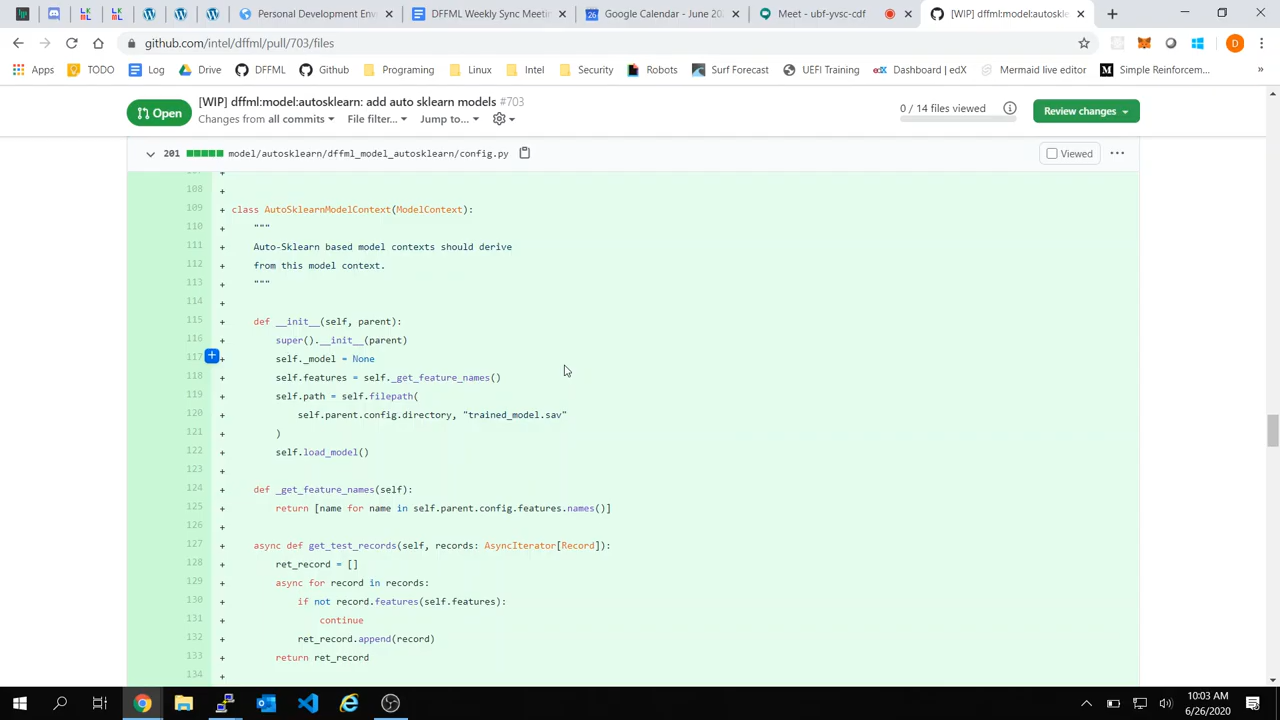 Personal Development Env
DFFML Weekly Sync Meetin
Google Calendar - June 202
Meet - ubf-yvsc-cdf
[WIP] dffml:model:autoskle
github.com/intel/dffml/pull/703/files
D
Apps
TODO
Log
Drive
DFFML
Github
Programing
Linux
Intel
Security
Robots
Surf Forecast
UEFI Training
Dashboard | edX
Mermaid live editor
Simple Reinforcem...
Open
[WIP] dffml:model:autosklearn: add auto sklearn models #703
Changes from all commits
File filter...
Jump to...
0 / 14 files viewed
Review changes
201
model/autosklearn/dffml_model_autosklearn/config.py
Viewed
108 +
109 + class AutoSklearnModelContext(ModelContext):
110 + """
111 + Auto-Sklearn based model contexts should derive
112 + from this model context.
113 + """
114 +
115 + def __init__(self, parent):
116 + super().__init__(parent)
117 + self._model = None
118 + self.features = self._get_feature_names()
119 + self.path = self.filepath(
120 + self.parent.config.directory, "trained_model.sav"
121 + )
122 + self.load_model()
123 +
124 + def _get_feature_names(self):
125 + return [name for name in self.parent.config.features.names()]
126 +
127 + async def get_test_records(self, records: AsyncIterator[Record]):
128 + ret_record = []
129 + async for record in records:
130 + if not record.features(self.features):
131 + continue
132 + ret_record.append(record)
133 + return ret_record
134 +
10:03 AM
6/26/2020